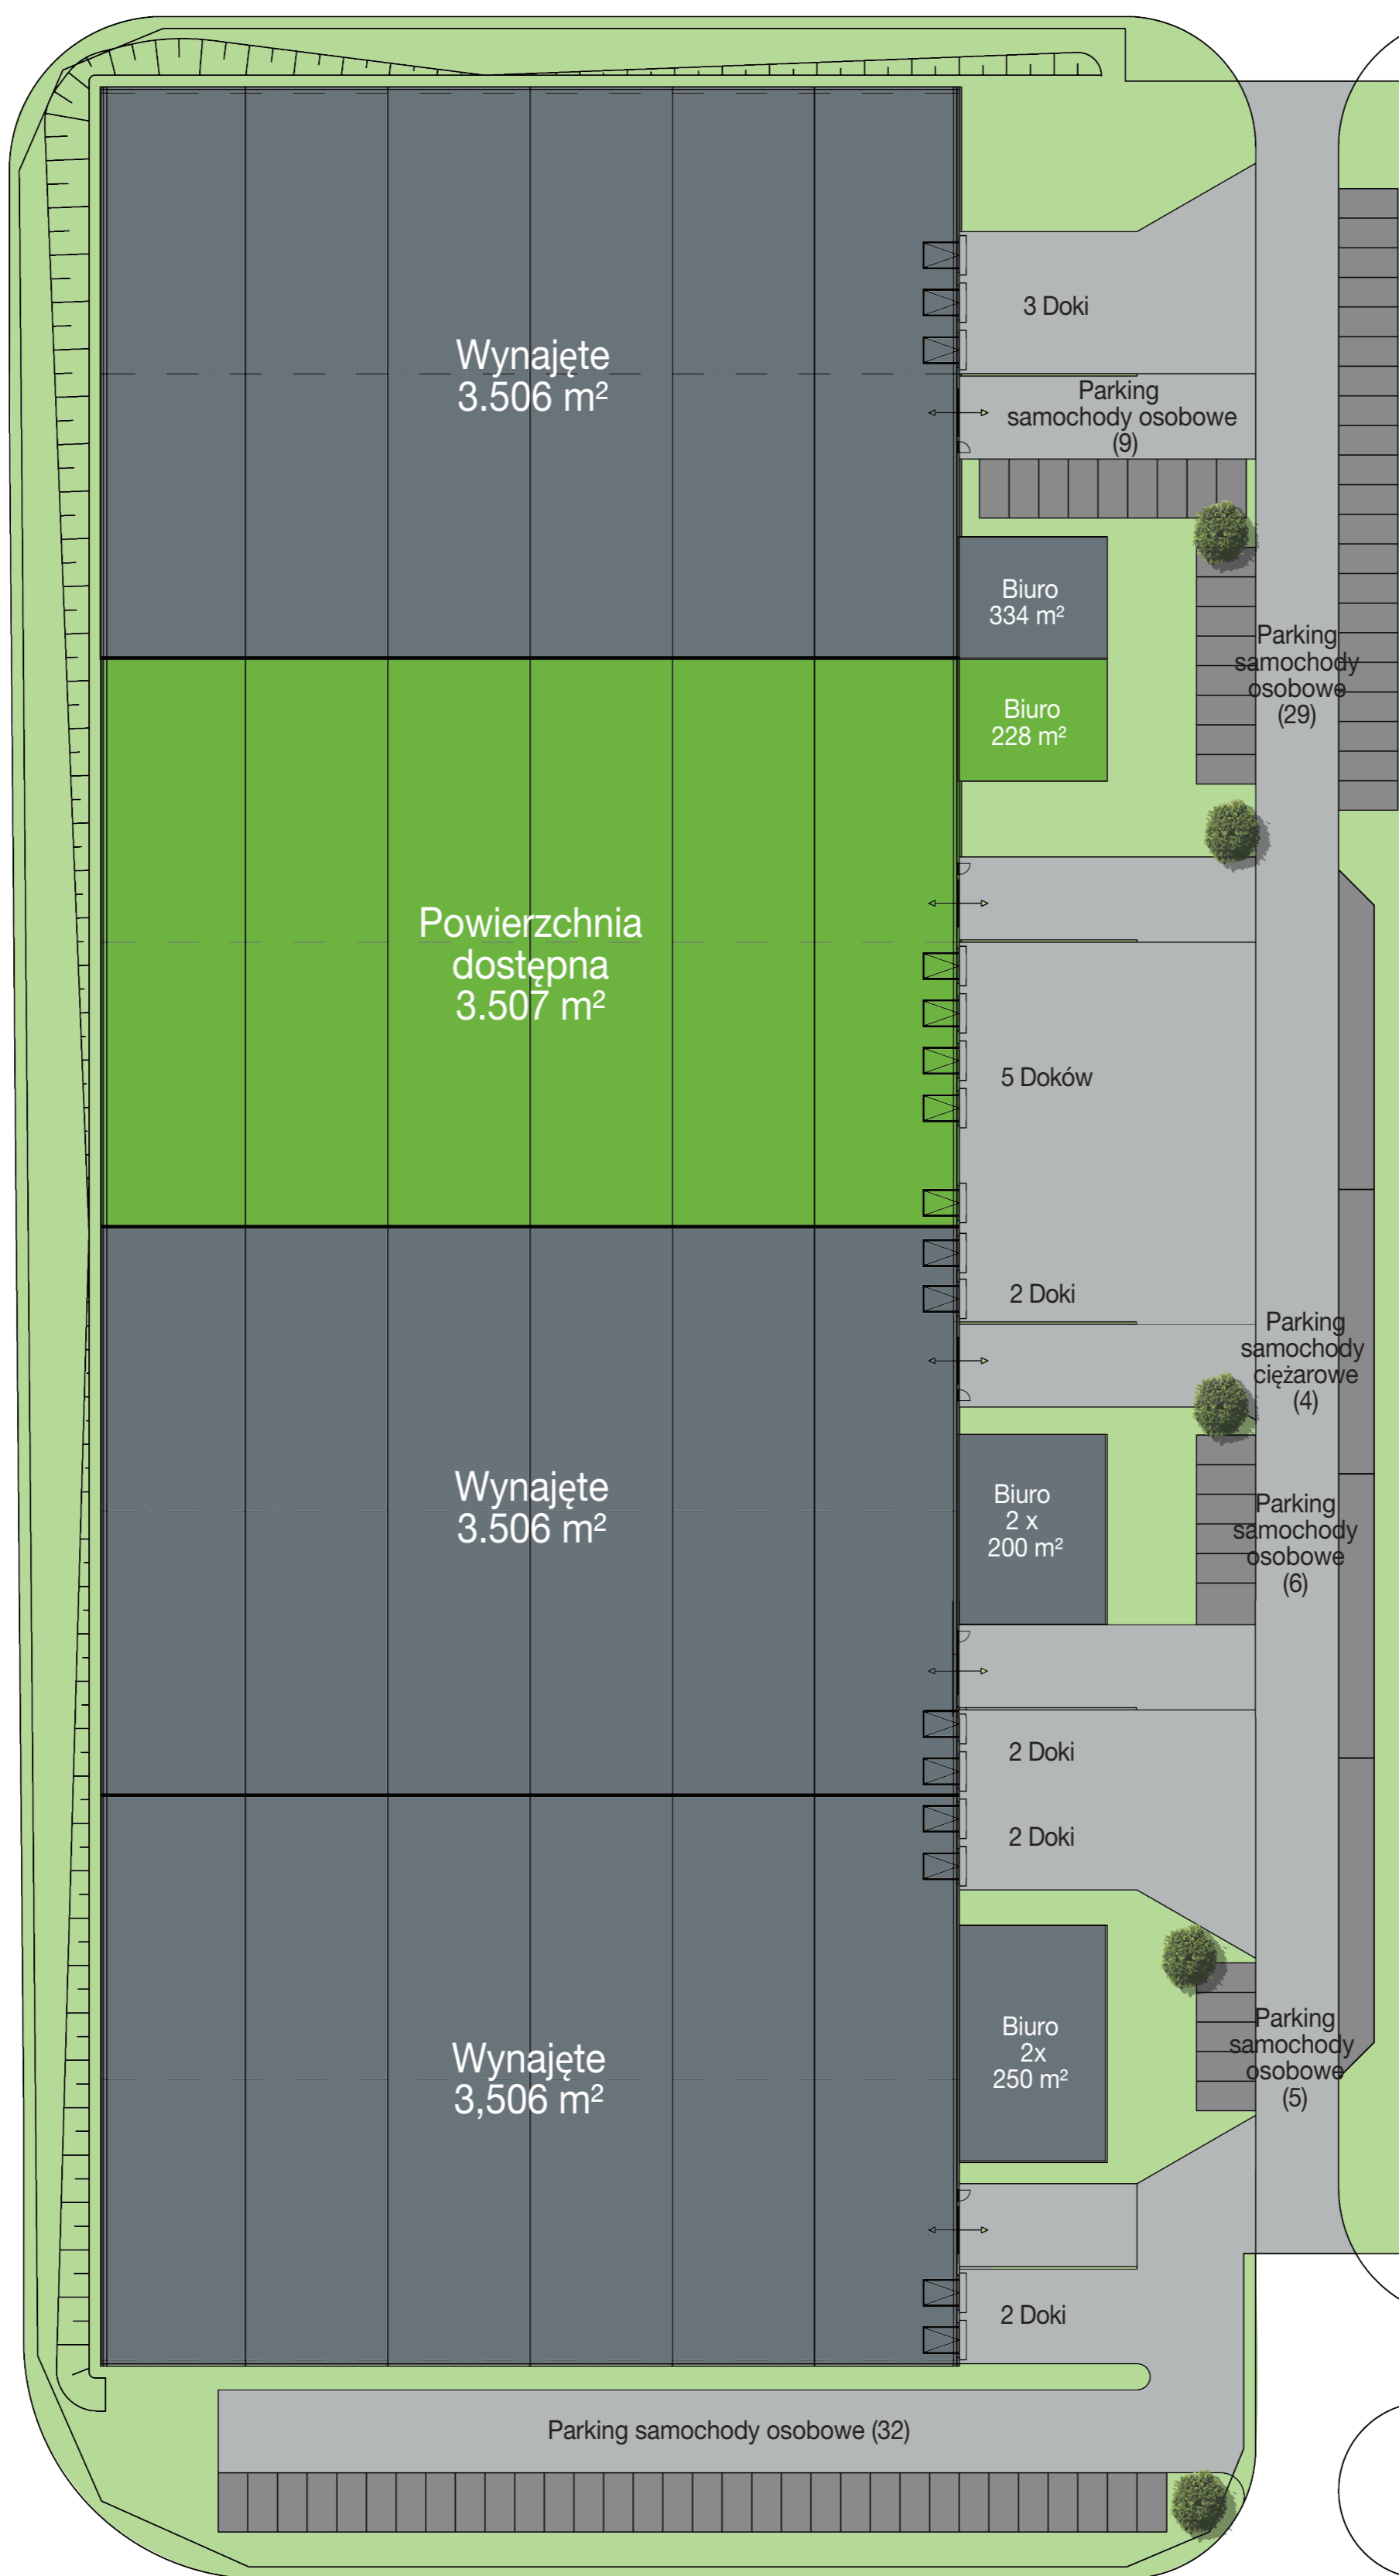 3 Doki
Wynajęte
3.506 m²
Parking
samochody osobowe
(9)
Biuro
334 m²
Parking
samochody
osobowe
(29)
Biuro
228 m²
Powierzchnia
dostępna
3.507 m²
5 Doków
2 Doki
Parking
samochody
ciężarowe
(4)
Wynajęte
3.506 m²
Biuro
2 x
200 m²
Parking
samochody
osobowe
(6)
2 Doki
2 Doki
Wynajęte
3,506 m²
Biuro
2x
250 m²
Parking
samochody
osobowe
(5)
2 Doki
Parking samochody osobowe (32)